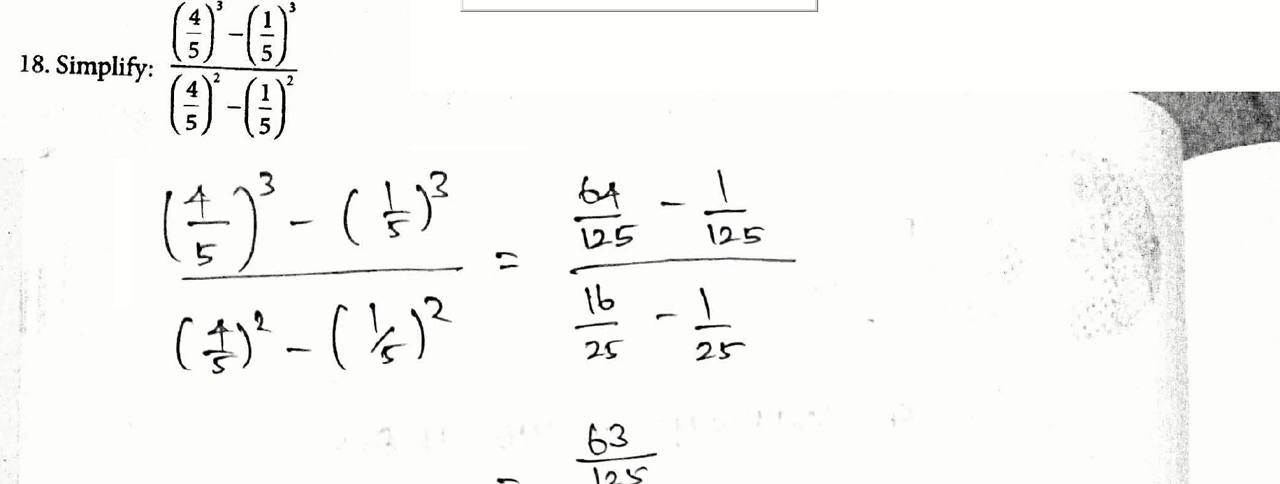 18. Simplify: ((4/5)³ - (1/5)³) / ((4/5)² - (1/5)²)
((4/5)³ - (1/5)³) / ((4/5)² - (1/5)²) = (64/125 - 1/125) / (16/25 - 1/25)
= 63/125